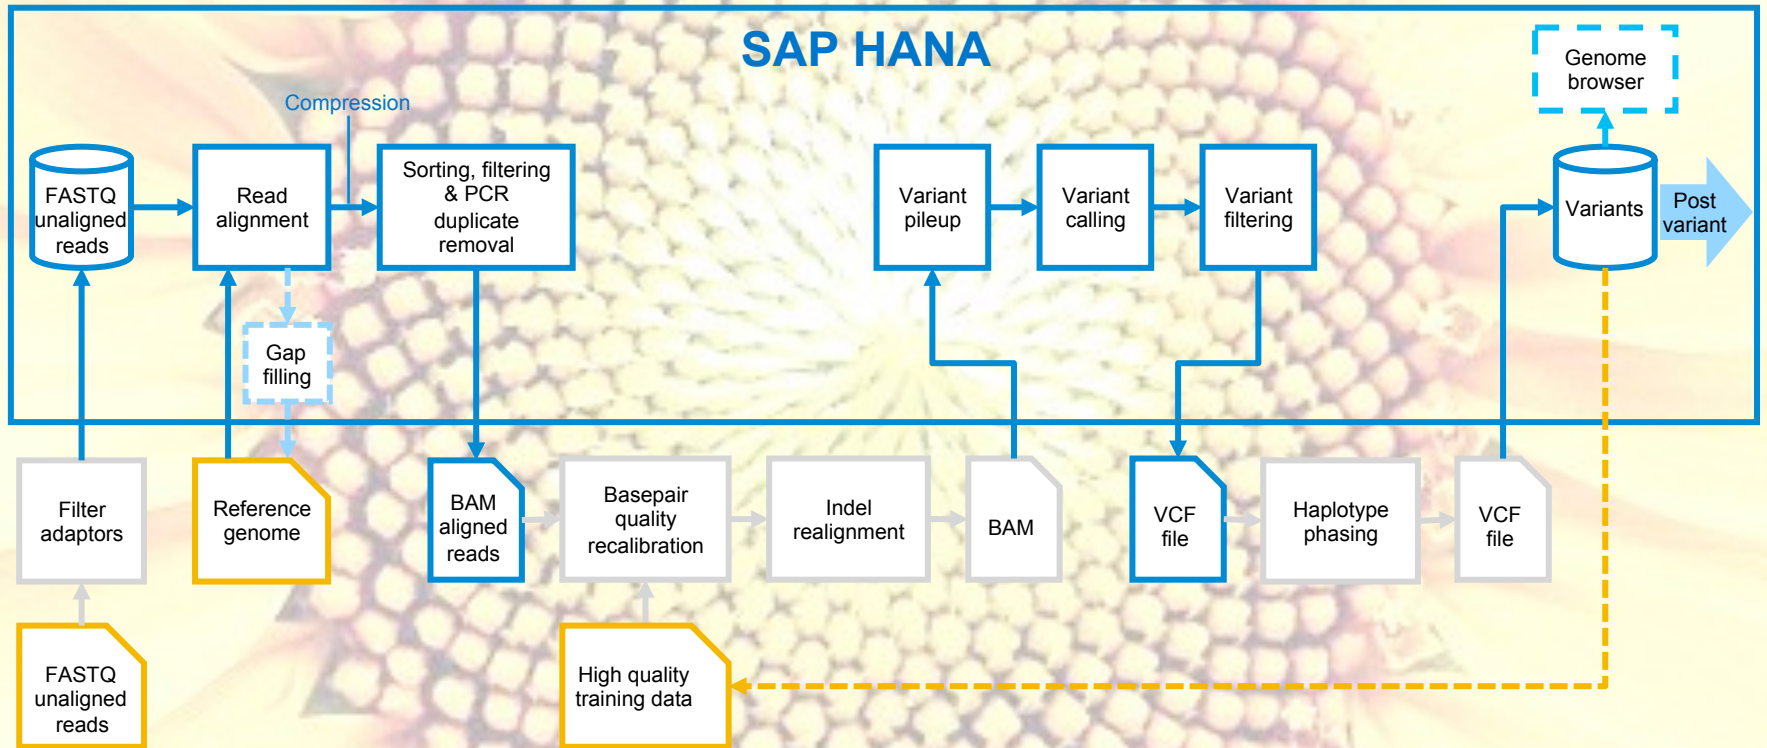 SAP HANA
Genome
browser
Compression
FASTQ
unaligned
reads
Read
alignment
Sorting, filtering
& PCR
duplicate
removal
Variant
pileup
Variant
calling
Variant
filtering
Variants
Post
variant
Gap
filling
Filter
adaptors
Reference
genome
BAM
aligned
reads
Basepair
quality
recalibration
Indel
realignment
BAM
VCF
file
Haplotype
phasing
VCF
file
FASTQ
unaligned
reads
High quality
training data